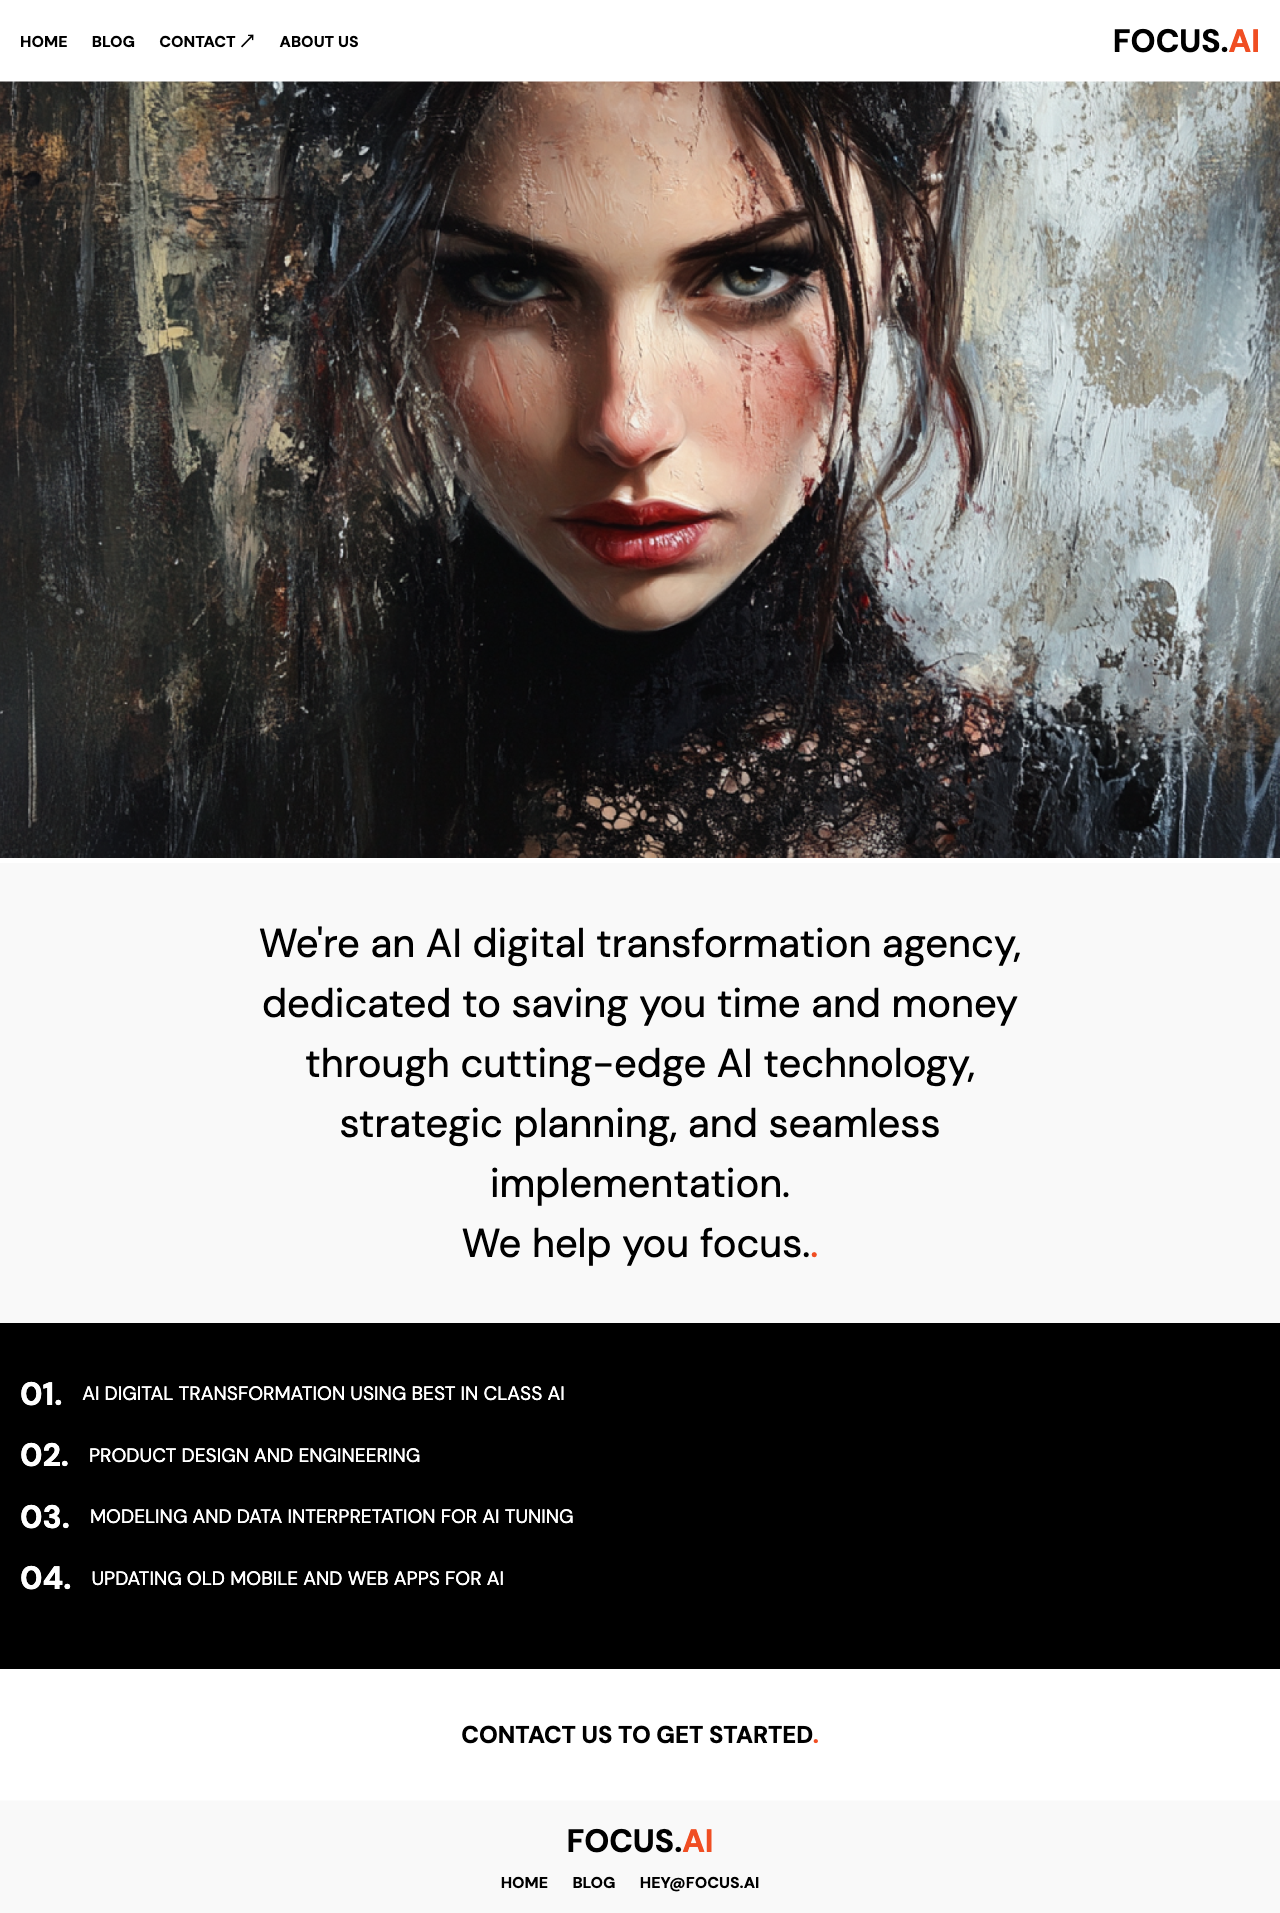 HOME BLOG CONTACT ↗ ABOUT US FOCUS.AI
We're an AI digital transformation agency,
dedicated to saving you time and money
through cutting-edge AI technology,
strategic planning, and seamless
implementation.
We help you focus..
01. AI DIGITAL TRANSFORMATION USING BEST IN CLASS AI
02. PRODUCT DESIGN AND ENGINEERING
03. MODELING AND DATA INTERPRETATION FOR AI TUNING
04. UPDATING OLD MOBILE AND WEB APPS FOR AI
CONTACT US TO GET STARTED.
FOCUS.AI
HOME BLOG HEY@FOCUS.AI